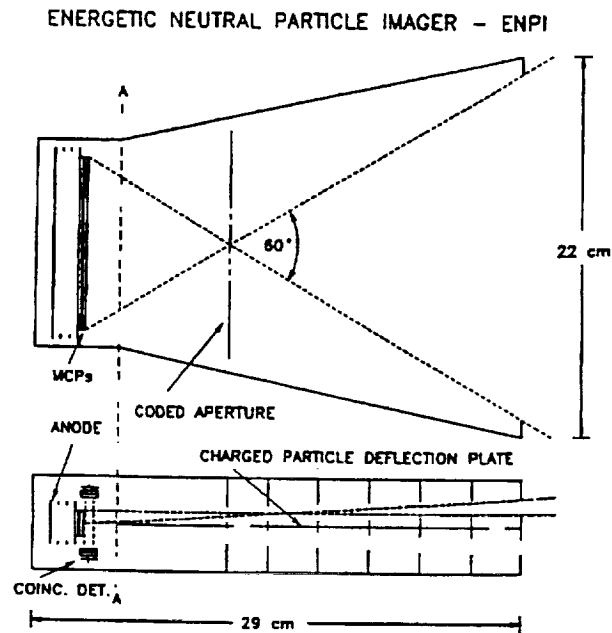 ENERGETIC NEUTRAL PARTICLE IMAGER – ENPI
A
60°
22 cm
MCPs
CODED APERTURE
ANODE
CHARGED PARTICLE DEFLECTION PLATE
COINC. DET.
A
29 cm